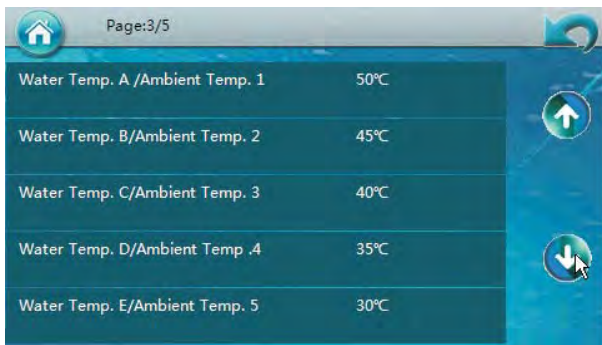 Page:3/5
Water Temp. A /Ambient Temp. 1 50℃
Water Temp. B/Ambient Temp. 2 45℃
Water Temp. C/Ambient Temp. 3 40℃
Water Temp. D/Ambient Temp .4 35℃
Water Temp. E/Ambient Temp. 5 30℃